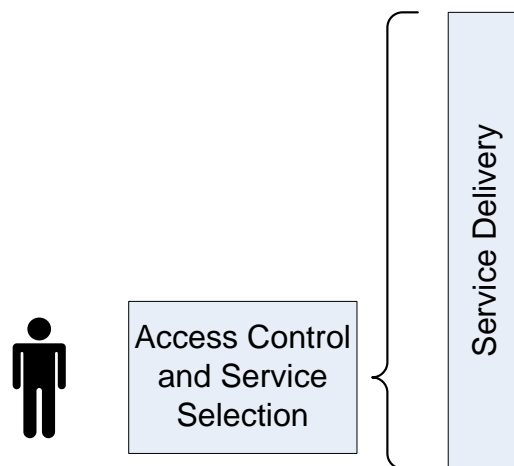 Access Control
and Service
Selection
Service Delivery